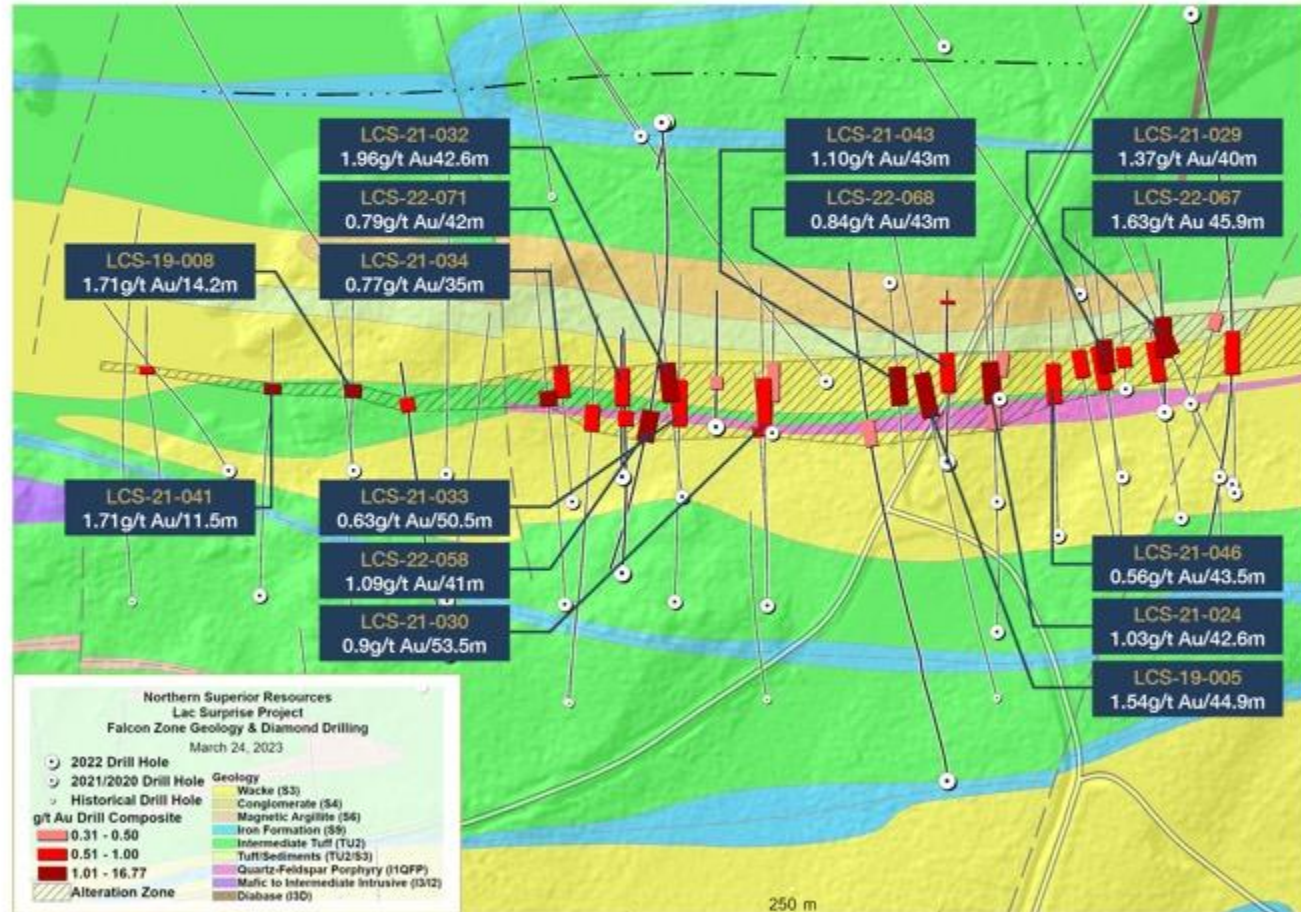 LCS-21-032
1.96g/t Au42.6m
LCS-21-043
1.10g/t Au/43m
LCS-21-029
1.37g/t Au/40m
LCS-22-071
0.79g/t Au/42m
LCS-22-068
0.84g/t Au/43m
LCS-22-067
1.63g/t Au 45.9m
LCS-19-008
1.71g/t Au/14.2m
LCS-21-034
0.77g/t Au/35m
LCS-21-041
1.71g/t Au/11.5m
LCS-21-033
0.63g/t Au/50.5m
LCS-22-058
1.09g/t Au/41m
LCS-21-030
0.9g/t Au/53.5m
LCS-21-046
0.56g/t Au/43.5m
LCS-21-024
1.03g/t Au/42.6m
LCS-19-005
1.54g/t Au/44.9m
Northern Superior Resources
Lac Surprise Project
Falcon Zone Geology & Diamond Drilling
March 24, 2023
2022 Drill Hole
2021/2020 Drill Hole
Historical Drill Hole
g/t Au Drill Composite
0.31 - 0.50
0.51 - 1.00
1.01 - 16.77
Alteration Zone
Geology
Wacke (S3)
Conglomerate (S4)
Magnetic Argillite (S6)
Iron Formation (S9)
Intermediate Tuff (TU2)
Tuff/Sediments (TU2/S3)
Quartz-Feldspar Porphyry (I1QFP)
Mafic to Intermediate Intrusive (I3/I2)
Diabase (I3D)
250 m